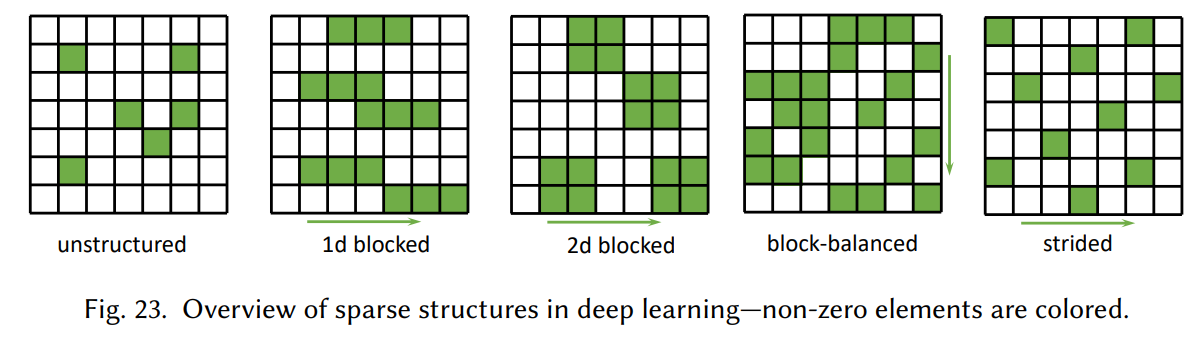 unstructured 1d blocked 2d blocked block-balanced strided
Fig. 23. Overview of sparse structures in deep learning—non-zero elements are colored.